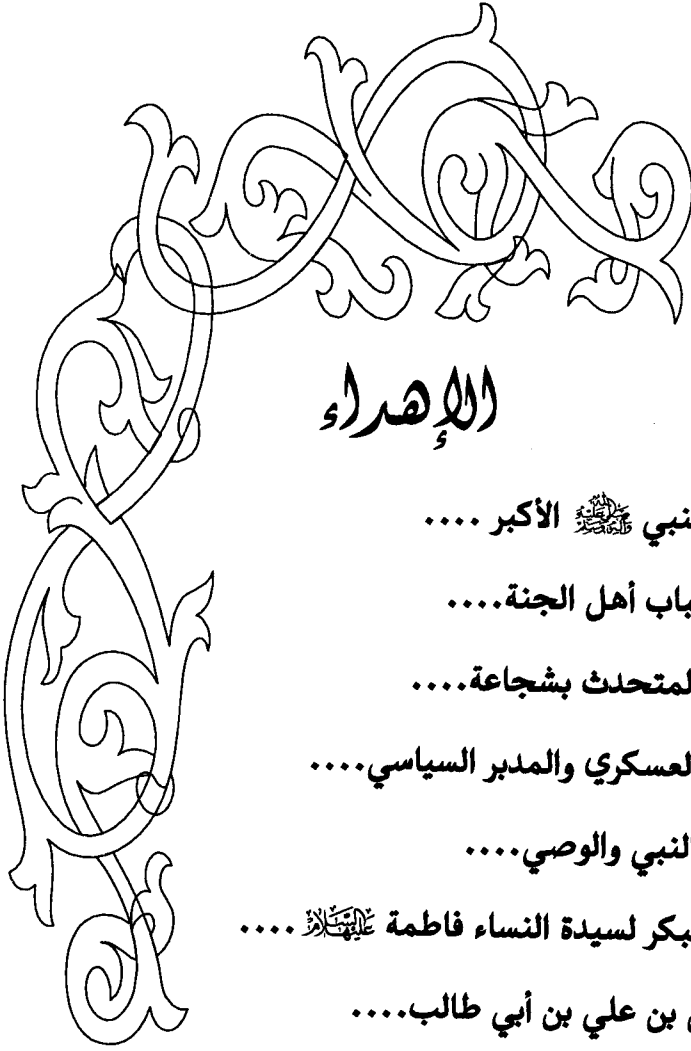 الإهداء
نبي ﷺ الأكبر ....
باب أهل الجنة....
لمتحدث بشجاعة....
لعسكري والمدبر السياسي....
لنبي والوصي....
بكر لسيدة النساء فاطمة عليها السلام ....
بن علي بن أبي طالب....